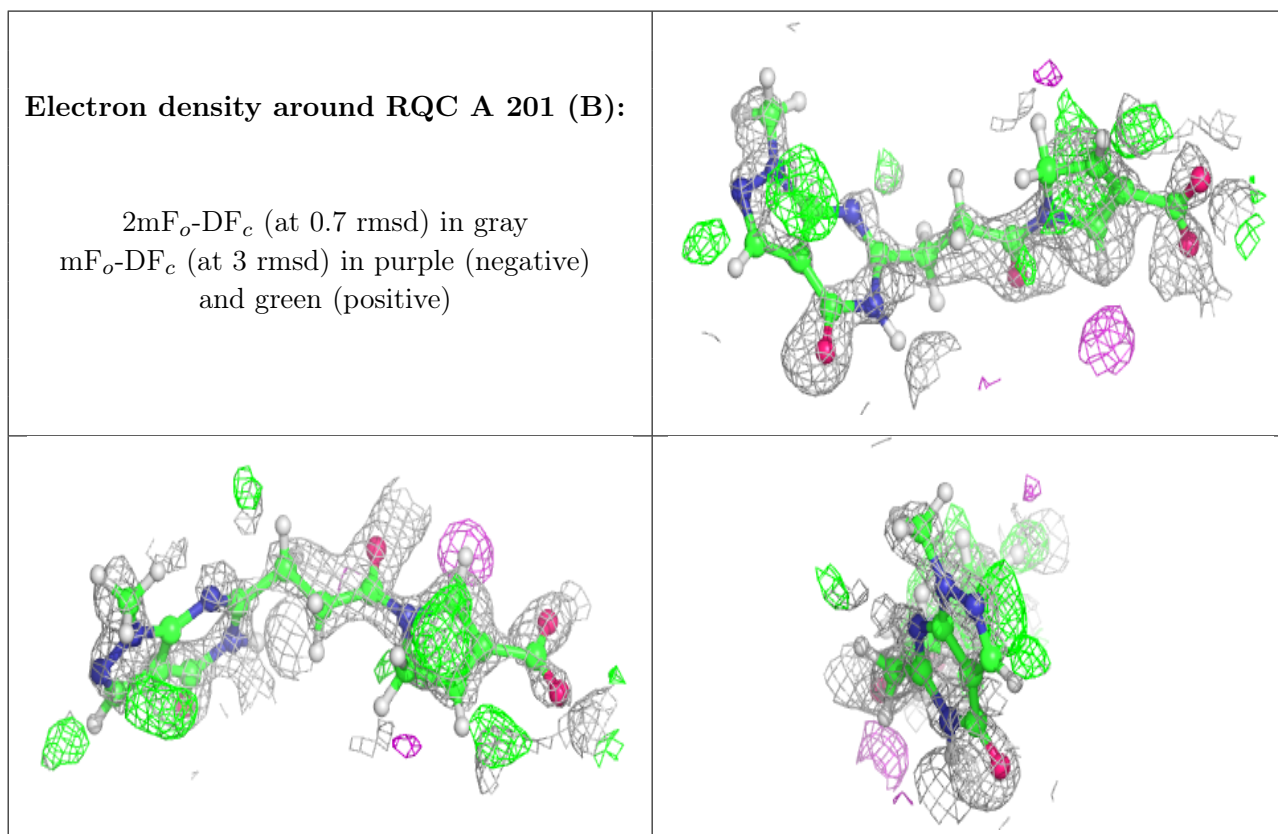 Electron density around RQC A 201 (B):
2mFo-DFc (at 0.7 rmsd) in gray
mFo-DFc (at 3 rmsd) in purple (negative)
and green (positive)